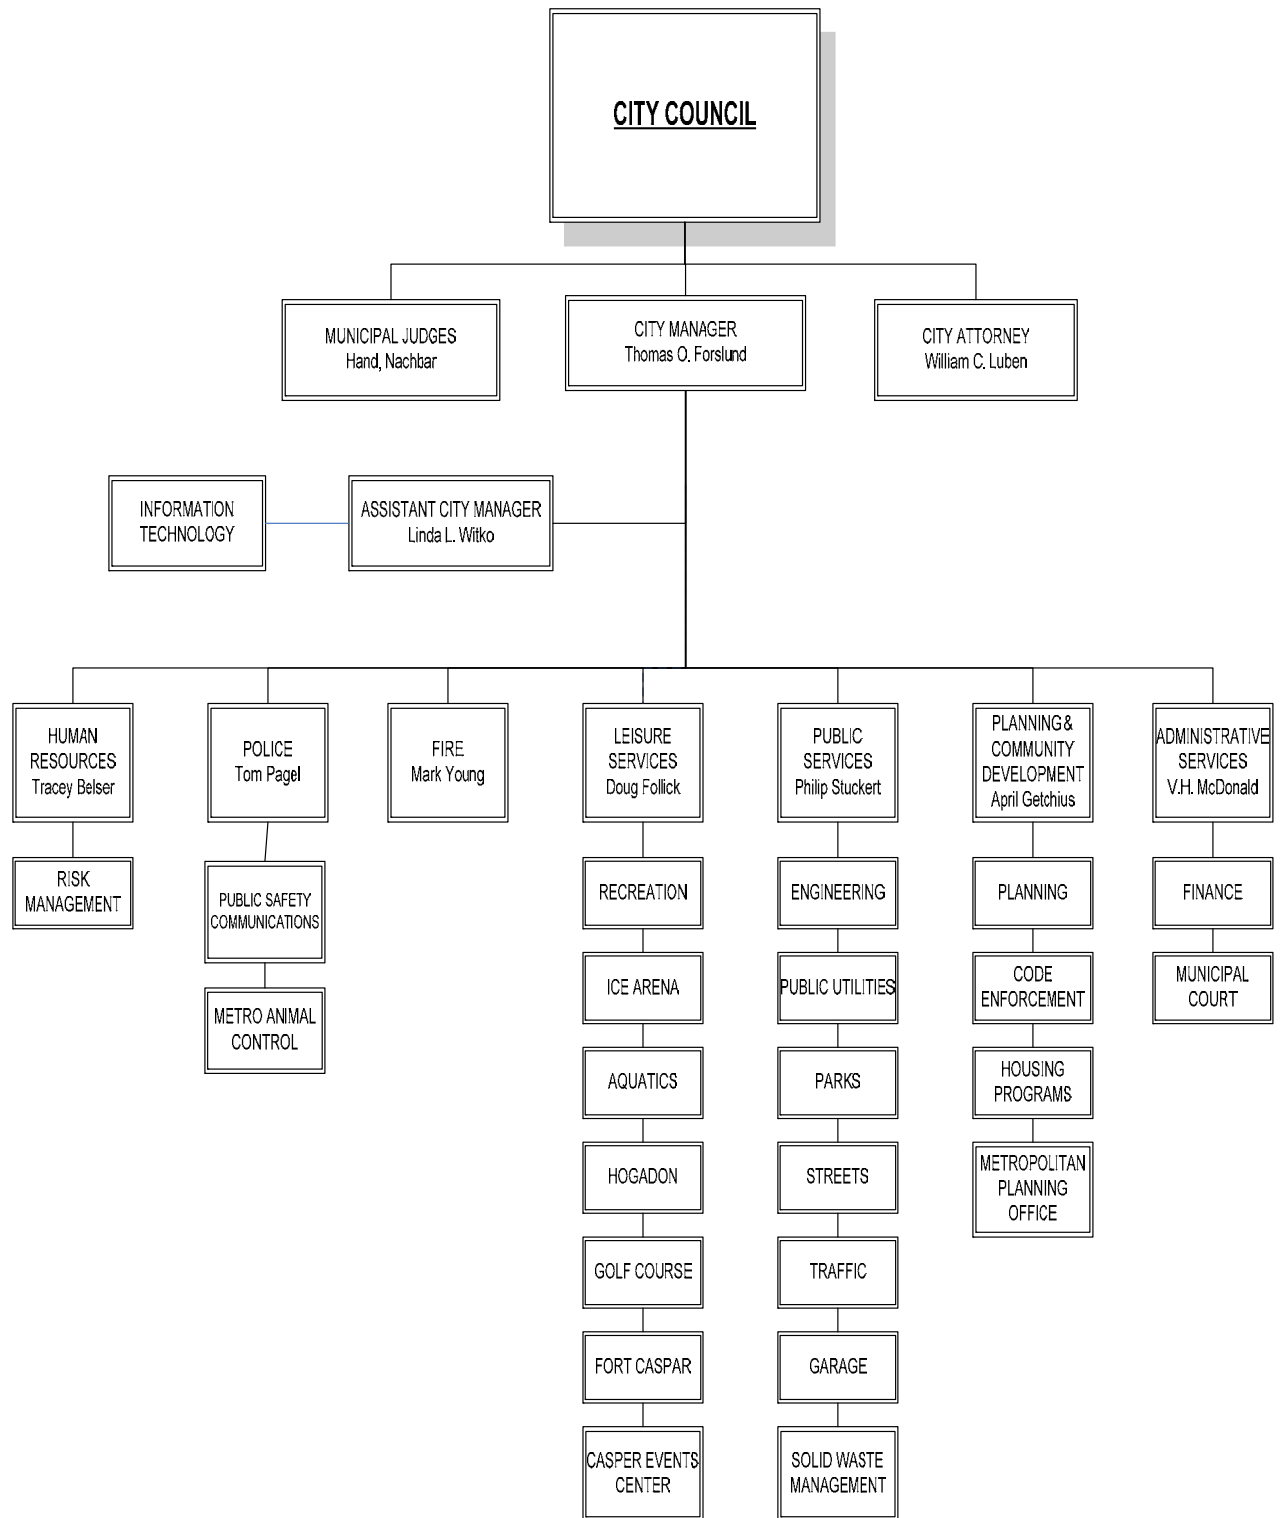 CITY COUNCIL
MUNICIPAL JUDGES
Hand, Nachbar
CITY MANAGER
Thomas O. Forslund
CITY ATTORNEY
William C. Luben
INFORMATION
TECHNOLOGY
ASSISTANT CITY MANAGER
Linda L. Witko
HUMAN
RESOURCES
Tracey Belser
POLICE
Tom Pagel
FIRE
Mark Young
LEISURE
SERVICES
Doug Follick
PUBLIC
SERVICES
Philip Stuckert
PLANNING &
COMMUNITY
DEVELOPMENT
April Getchius
ADMINISTRATIVE
SERVICES
V.H. McDonald
RISK
MANAGEMENT
PUBLIC SAFETY
COMMUNICATIONS
METRO ANIMAL
CONTROL
RECREATION
ICE ARENA
AQUATICS
HOGADON
GOLF COURSE
FORT CASPAR
CASPER EVENTS
CENTER
ENGINEERING
PUBLIC UTILITIES
PARKS
STREETS
TRAFFIC
GARAGE
SOLID WASTE
MANAGEMENT
PLANNING
CODE
ENFORCEMENT
HOUSING
PROGRAMS
METROPOLITAN
PLANNING
OFFICE
FINANCE
MUNICIPAL
COURT